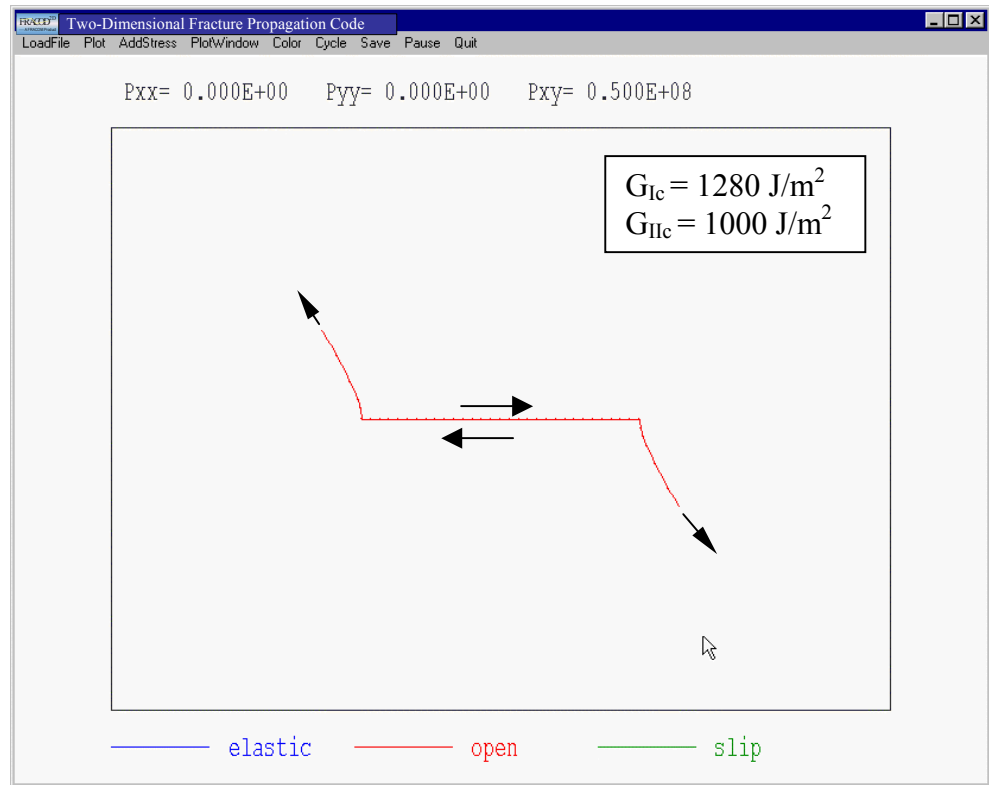 FRACOD2D Two-Dimensional Fracture Propagation Code
LoadFile Plot AddStress PlotWindow Color Cycle Save Pause Quit
Pxx= 0.000E+00 Pyy= 0.000E+00 Pxy= 0.500E+08
GIc = 1280 J/m²
GIIc = 1000 J/m²
elastic open slip